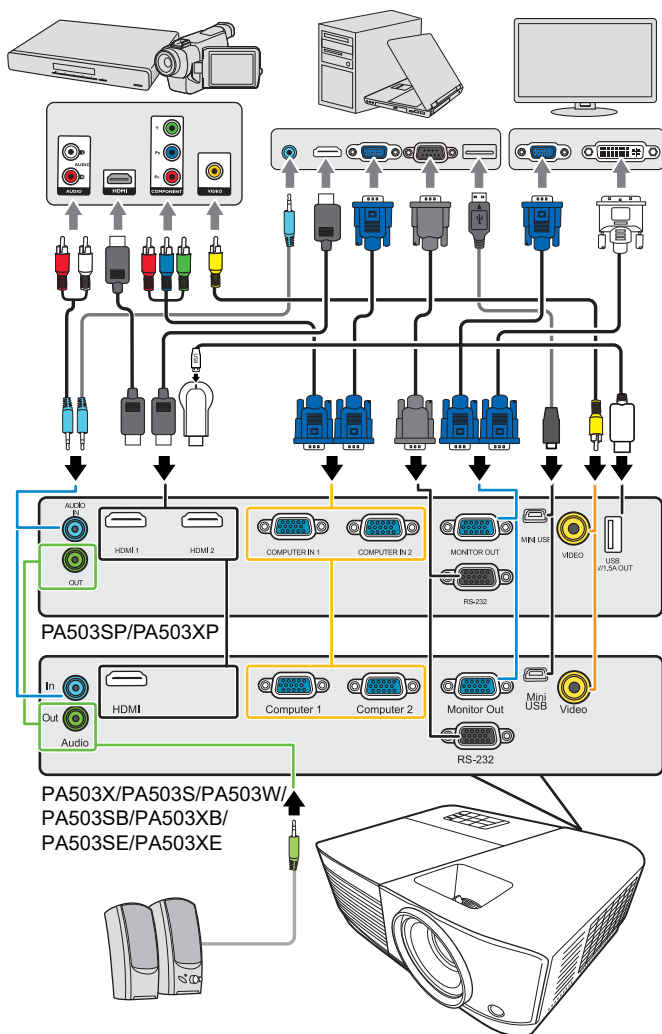 AUDIO
AUDIO
HDMI
Y
PB
PR
COMPONENT
VIDEO
USB
AUDIO
IN
OUT
HDMI 1
HDMI 2
COMPUTER IN 1
COMPUTER IN 2
MONITOR OUT
RS-232
MINI USB
VIDEO
USB
V/1.5A OUT
PA503SP/PA503XP
In
Out
Audio
HDMI
Computer 1
Computer 2
Monitor Out
RS-232
Mini
USB
Video
PA503X/PA503S/PA503W/
PA503SB/PA503XB/
PA503SE/PA503XE